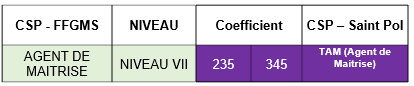 CSP - FFGMS NIVEAU Coefficient CSP – Saint Pol
AGENT DE MAITRISE NIVEAU VII 235 345 TAM (Agent de Maitrise)